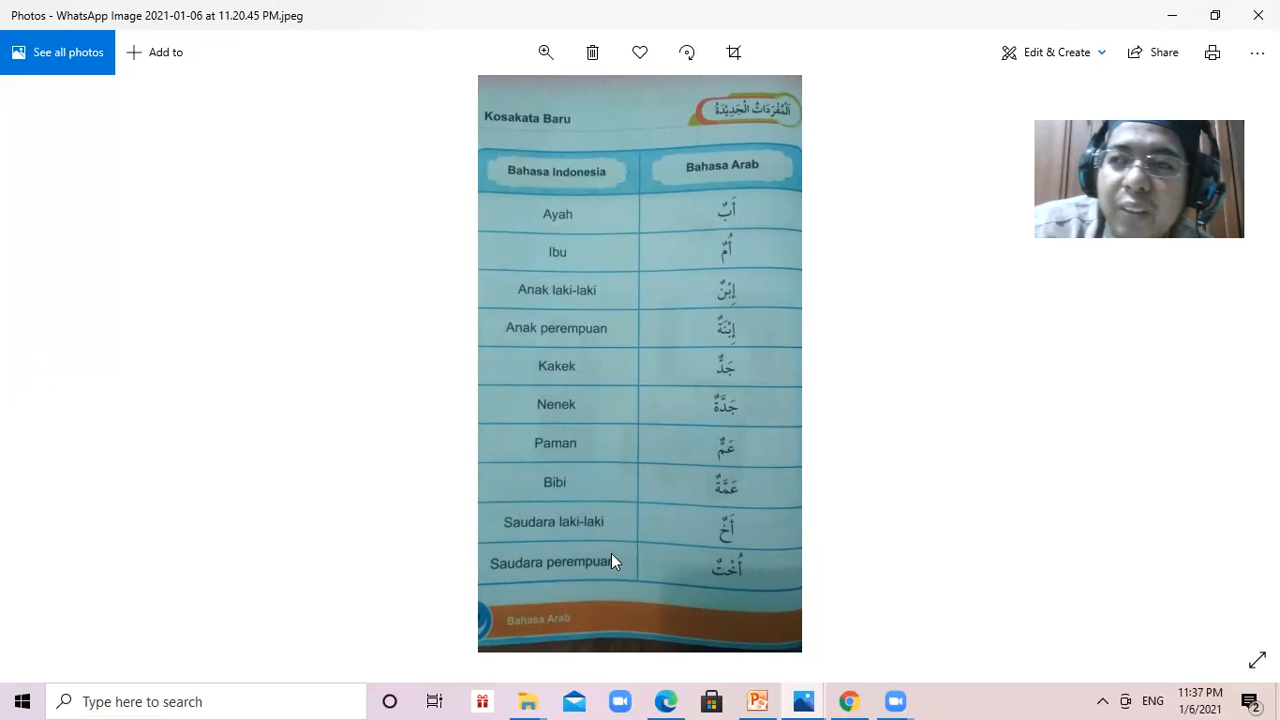 Photos - WhatsApp Image 2021-01-06 at 11.20.45 PM.jpeg
See all photos
Add to
Edit & Create
Share
Kosakata Baru
اَلْمُفْرَدَاتُ الْجَدِيْدَةُ
Bahasa Indonesia Bahasa Arab
Ayah أَبٌ
Ibu أُمٌّ
Anak laki-laki إِبْنٌ
Anak perempuan إِبْنَةٌ
Kakek جَدٌّ
Nenek جَدَّةٌ
Paman عَمٌّ
Bibi عَمَّةٌ
Saudara laki-laki أَخٌ
Saudara perempuan أُخْتٌ
Bahasa Arab
Type here to search
ENG
11:37 PM
1/6/2021
2